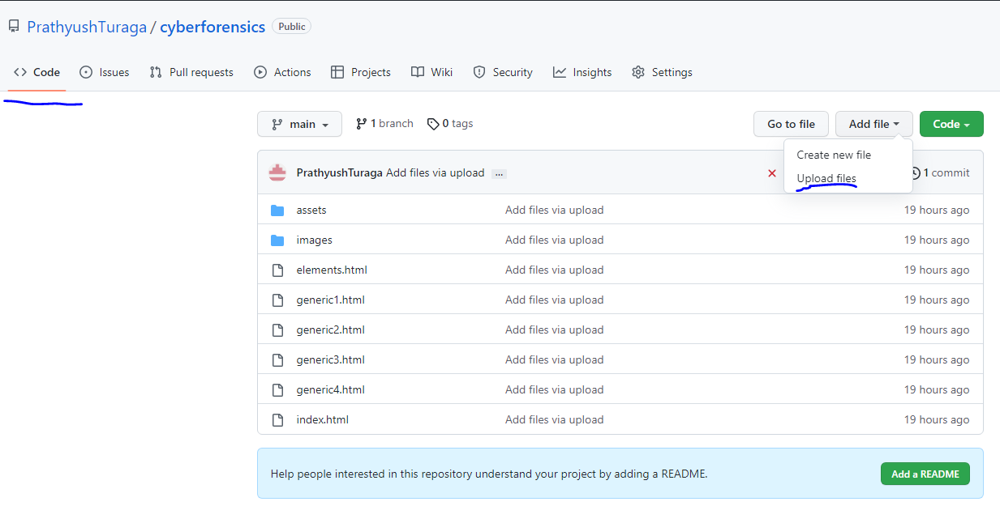 PrathyushTuraga / cyberforensics Public
Code Issues Pull requests Actions Projects Wiki Security Insights Settings
main 1 branch 0 tags Go to file Add file Code
Create new file
Upload files
PrathyushTuraga Add files via upload ... 1 commit
assets Add files via upload 19 hours ago
images Add files via upload 19 hours ago
elements.html Add files via upload 19 hours ago
generic1.html Add files via upload 19 hours ago
generic2.html Add files via upload 19 hours ago
generic3.html Add files via upload 19 hours ago
generic4.html Add files via upload 19 hours ago
index.html Add files via upload 19 hours ago
Help people interested in this repository understand your project by adding a README. Add a README